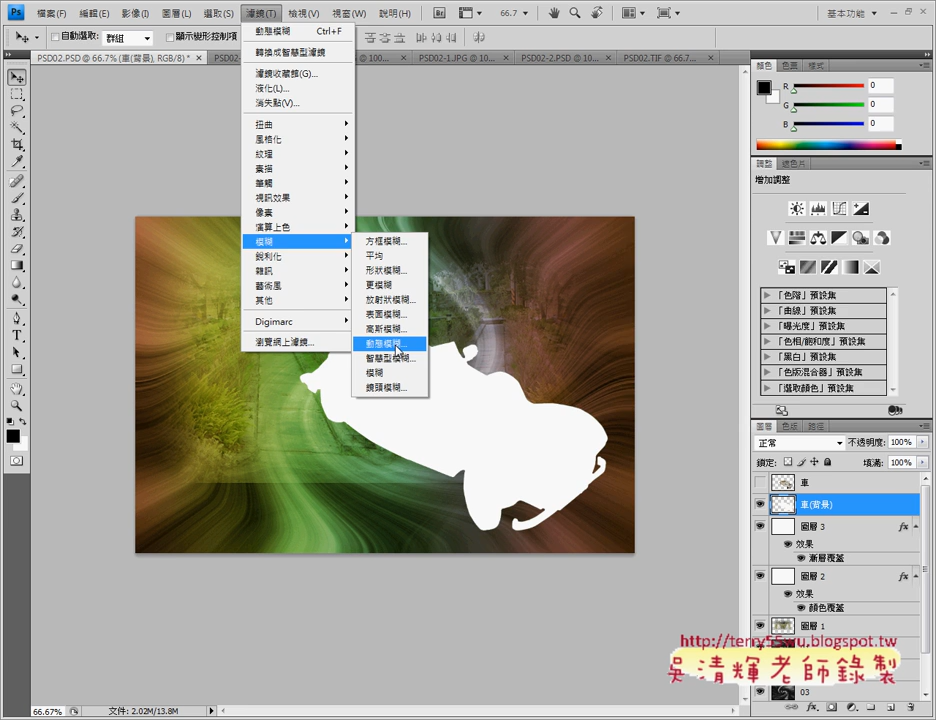 Ps 檔案(F) 編輯(E) 影像(I) 圖層(L) 選取(S) 濾鏡(T) 檢視(V) 視窗(W) 說明(H) Br 66.7 基本功能
自動選取: 群組 顯示變形控制項
PSD02.PSD @ 66.7% (車(背景), RGB/8) * × PSD02- @ 100... × PSD02-1.JPG @ 10... × PSD02-2.PSD @ 10... × PSD02.TIF @ 66.7... ×
動態模糊 Ctrl+F
轉換成智慧型濾鏡
濾鏡收藏館(G)...
液化(L)...
消失點(V)...
扭曲
風格化
紋理
素描
筆觸
視訊效果
像素
演算上色
模糊
銳利化
雜訊
藝術風
其他
Digimarc
瀏覽網上濾鏡...
方框模糊...
平均
形狀模糊...
更模糊
放射狀模糊...
表面模糊...
高斯模糊...
動態模糊...
智慧型模糊...
模糊
鏡頭模糊...
顏色 色票 樣式
R 0
G 0
B 0
調整 遮色片
增加調整
「色階」預設集
「曲線」預設集
「曝光度」預設集
「色相/飽和度」預設集
「黑白」預設集
「色版混合器」預設集
「選取顏色」預設集
圖層 色版 路徑
正常 不透明度: 100%
鎖定: 填滿: 100%
車
車(背景)
圖層 3 fx
效果
漸層覆蓋
圖層 2 fx
效果
顏色覆蓋
圖層 1
http://terry55wu.blogspot.tw
吳清輝老師錄製
03
66.67% 文件: 2.02M/13.8M